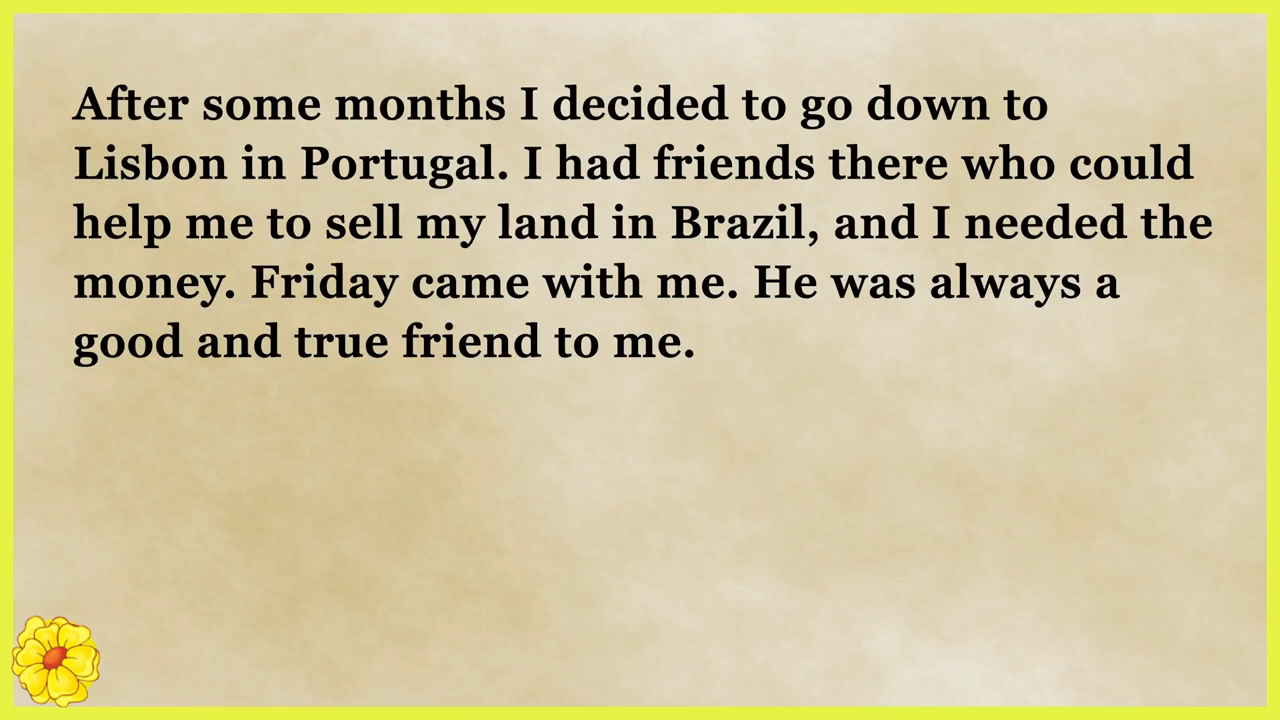 After some months I decided to go down to
Lisbon in Portugal. I had friends there who could
help me to sell my land in Brazil, and I needed the
money. Friday came with me. He was always a
good and true friend to me.